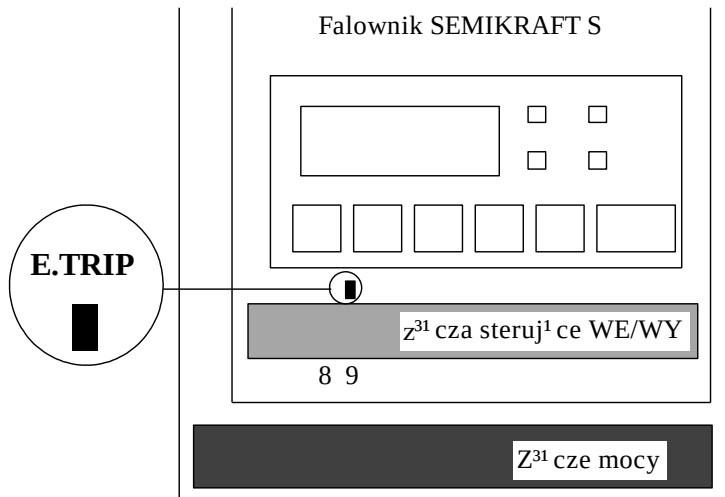 Falownik SEMIKRAFT S
E.TRIP
z³¹ cza steruj¹ ce WE/WY
8 9
Z³¹ cze mocy